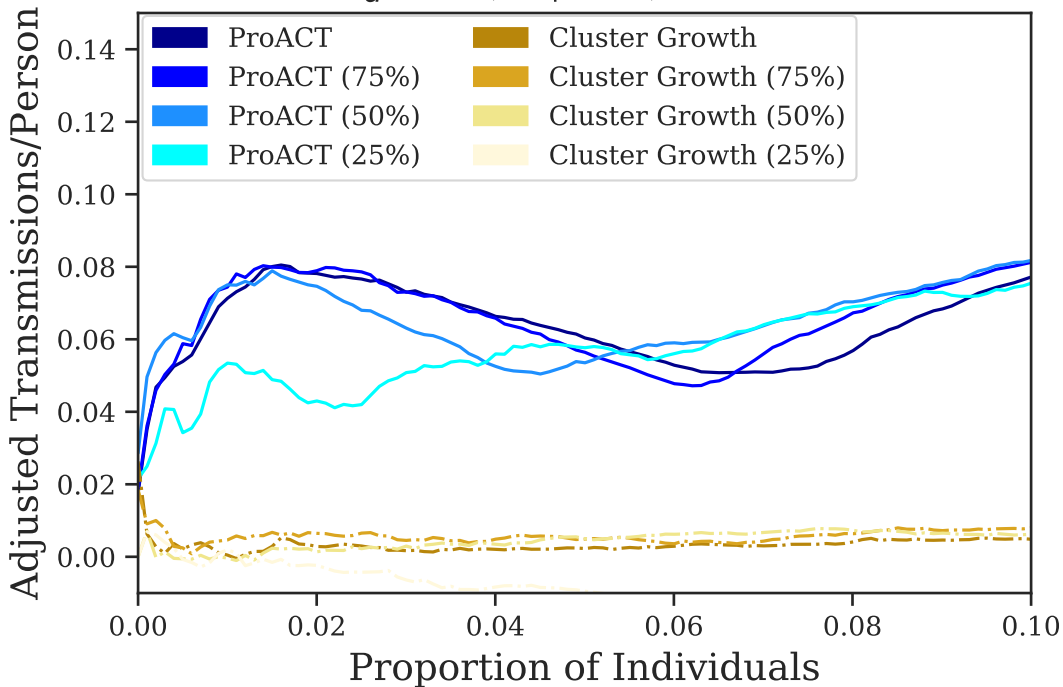 ProACT
ProACT (75%)
ProACT (50%)
ProACT (25%)
Cluster Growth
Cluster Growth (75%)
Cluster Growth (50%)
Cluster Growth (25%)
Adjusted Transmissions/Person
0.14
0.12
0.10
0.08
0.06
0.04
0.02
0.00
0.00 0.02 0.04 0.06 0.08 0.10
Proportion of Individuals